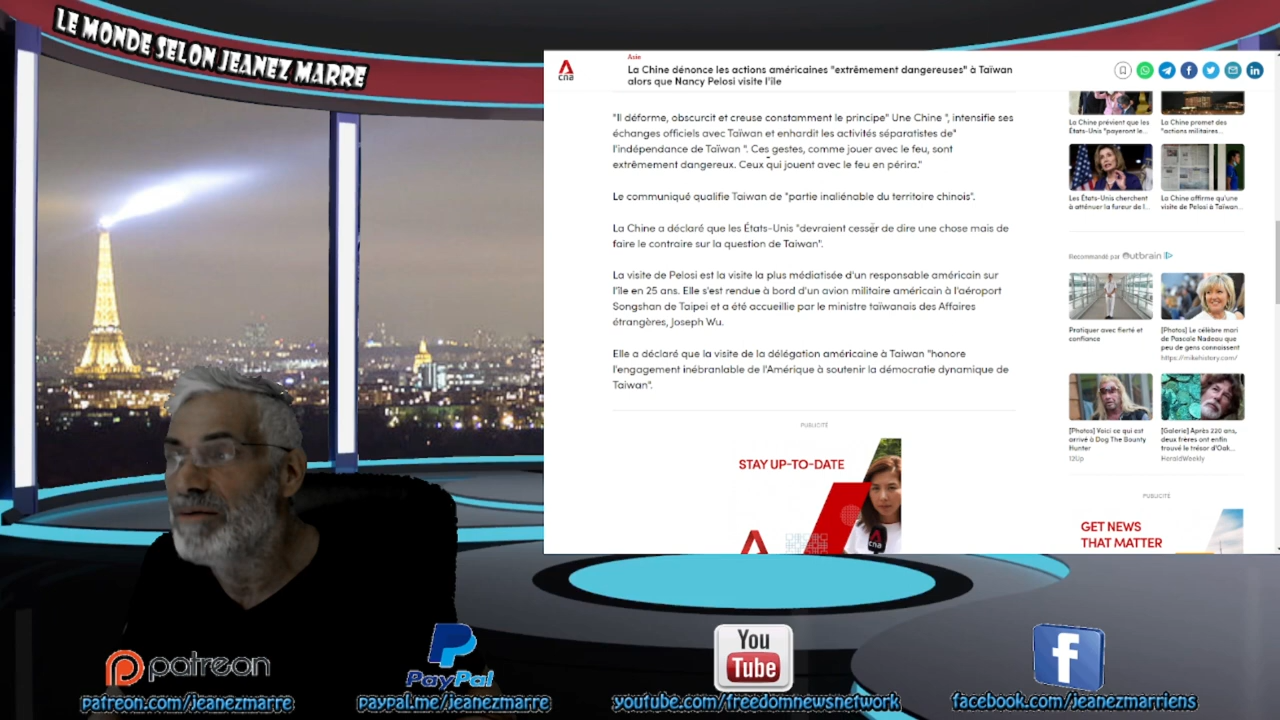 LE MONDE SELON JEANEZ MARRE
cna
Asie
La Chine dénonce les actions américaines "extrêmement dangereuses" à Taïwan
alors que Nancy Pelosi visite l'île
"Il déforme, obscurcit et creuse constamment le principe" Une Chine ", intensifie ses
échanges officiels avec Taïwan et enhardit les activités séparatistes de"
l'indépendance de Taïwan ". Ces gestes, comme jouer avec le feu, sont
extrêmement dangereux. Ceux qui jouent avec le feu en périra."
Le communiqué qualifie Taiwan de "partie inaliénable du territoire chinois".
La Chine a déclaré que les États-Unis "devraient cesser de dire une chose mais de
faire le contraire sur la question de Taiwan".
La visite de Pelosi est la visite la plus médiatisée d'un responsable américain sur
l'île en 25 ans. Elle s'est rendue à bord d'un avion militaire américain à l'aéroport
Songshan de Taipei et a été accueillie par le ministre taïwanais des Affaires
étrangères, Joseph Wu.
Elle a déclaré que la visite de la délégation américaine à Taiwan "honore
l'engagement inébranlable de l'Amérique à soutenir la démocratie dynamique de
Taiwan".
PUBLICITÉ
STAY UP-TO-DATE
cna
La Chine prévient que les
États-Unis "payeront le...
La Chine promet des
"actions militaires...
Les États-Unis cherchent
à atténuer la fureur de l...
La Chine affirme qu'une
visite de Pelosi à Taïwan...
Recommandé par Outbrain
Pratiquer avec fierté et
confiance
[Photos] Le célèbre mari
de Pascale Nadeau que
peu de gens connaissent
https://mikehistory.com/
[Photos] Voici ce qui est
arrivé à Dog The Bounty
Hunter
12Up
[Galerie] Après 220 ans,
deux frères ont enfin
trouvé le trésor d'Oak...
HeraldWeekly
PUBLICITÉ
GET NEWS
THAT MATTER
patreon
patreon.com/jeanezmarre
PayPal
paypal.me/jeanezmarre
You
Tube
youtube.com/freedomnewsnetwork
f
facebook.com/jeanezmarriens